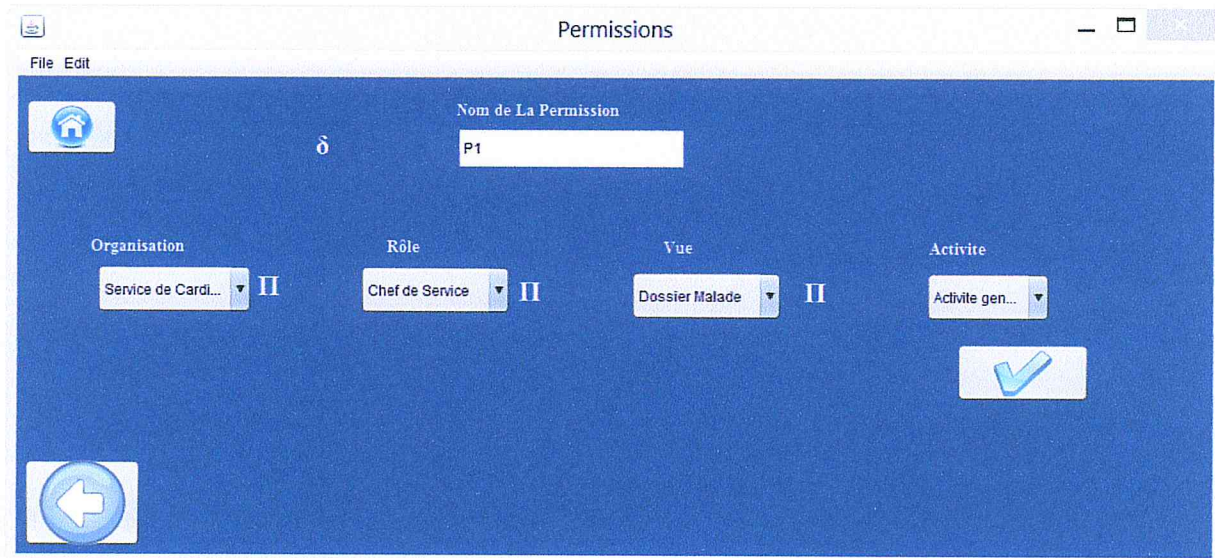 Permissions
File Edit
Nom de La Permission
δ
P1
Organisation Rôle Vue Activite
Service de Cardi... Π Chef de Service Π Dossier Malade Π Activite gen...